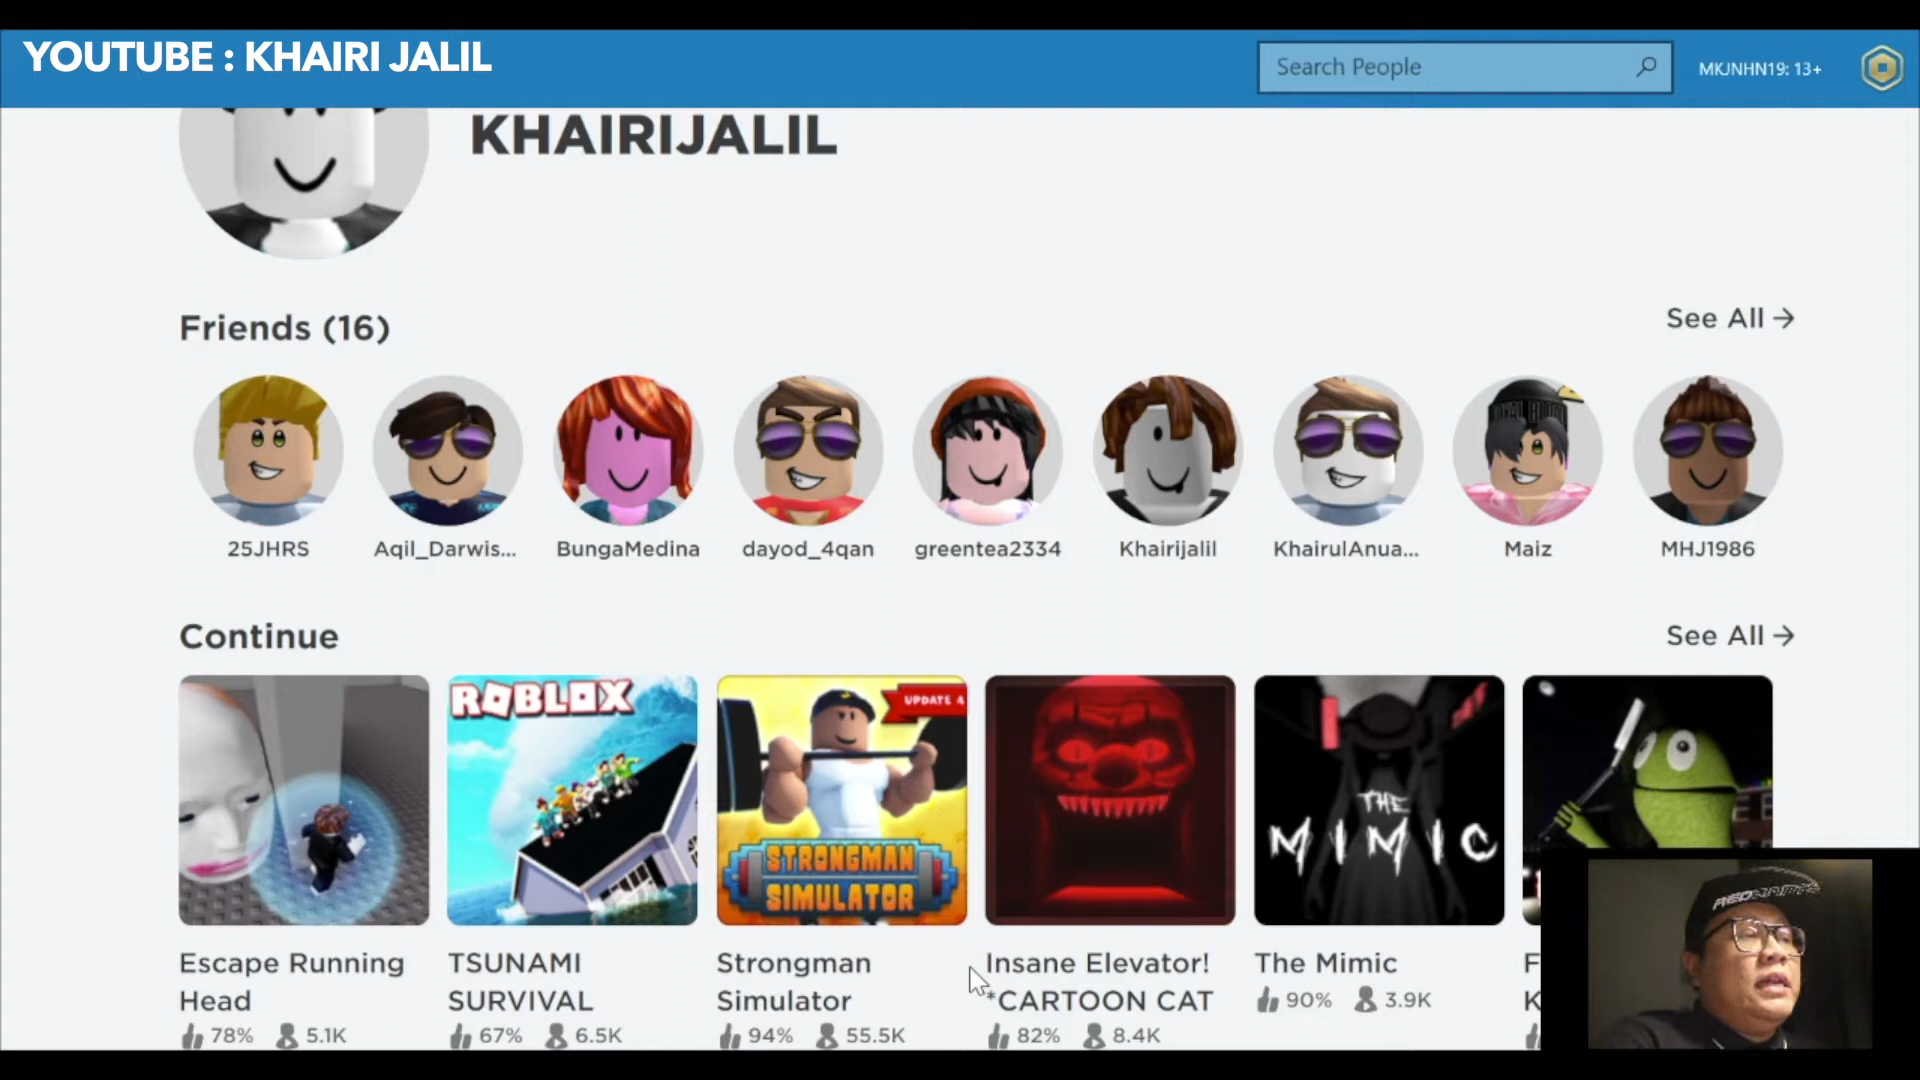 YOUTUBE : KHAIRI JALIL
Search People
MKJNHN19: 13+
KHAIRIJALIL
Friends (16)
See All
25JHRS
Aqil_Darwis...
BungaMedina
dayod_4qan
greentea2334
Khairijalil
KhairulAnua...
Maiz
MHJ1986
Continue
See All
ROBLOX
UPDATE 4
STRONGMAN
SIMULATOR
THE
MIMIC
Escape Running
Head
78% 5.1K
TSUNAMI
SURVIVAL
67% 6.5K
Strongman
Simulator
94% 55.5K
Insane Elevator!
*CARTOON CAT
82% 8.4K
The Mimic
90% 3.9K
F
K